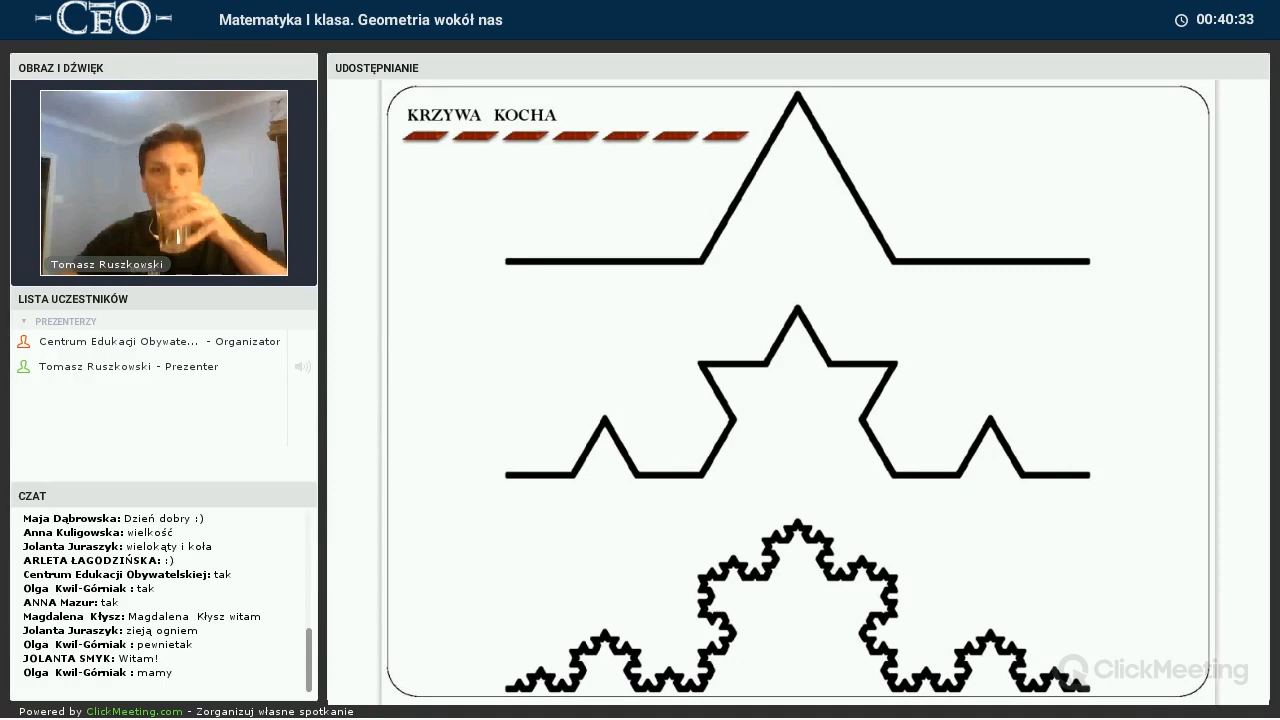 CEO
Matematyka I klasa. Geometria wokół nas
00:40:33
OBRAZ I DŹWIĘK
Tomasz Ruszkowski
LISTA UCZESTNIKÓW
PREZENTERZY
Centrum Edukacji Obywate... - Organizator
Tomasz Ruszkowski - Prezenter
CZAT
Maja Dąbrowska: Dzień dobry :)
Anna Kuligowska: wielkość
Jolanta Juraszyk: wielokąty i koła
ARLETA ŁAGODZIŃSKA: :)
Centrum Edukacji Obywatelskiej: tak
Olga Kwil-Górniak : tak
ANNA Mazur: tak
Magdalena Kłysz: Magdalena Kłysz witam
Jolanta Juraszyk: zieją ogniem
Olga Kwil-Górniak : pewnietak
JOLANTA SMYK: Witam!
Olga Kwil-Górniak : mamy
UDOSTĘPNIANIE
KRZYWA KOCHA
ClickMeeting
Powered by ClickMeeting.com - Zorganizuj własne spotkanie